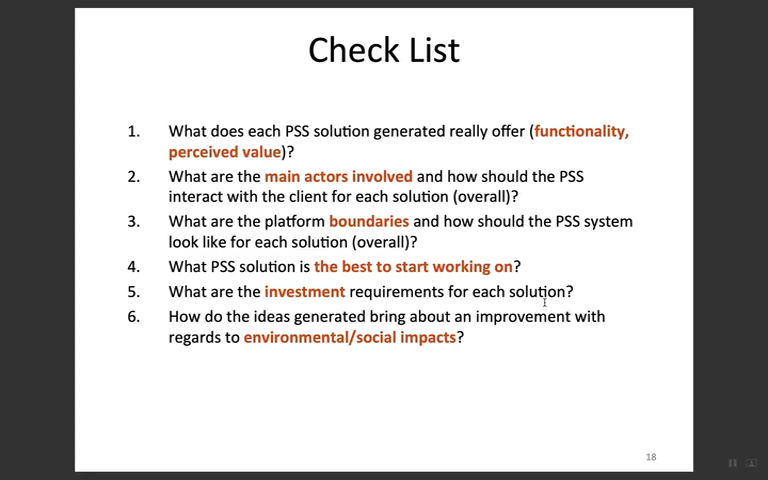 Check List
1. What does each PSS solution generated really offer (functionality,
perceived value)?
2. What are the main actors involved and how should the PSS
interact with the client for each solution (overall)?
3. What are the platform boundaries and how should the PSS system
look like for each solution (overall)?
4. What PSS solution is the best to start working on?
5. What are the investment requirements for each solution?
6. How do the ideas generated bring about an improvement with
regards to environmental/social impacts?
18